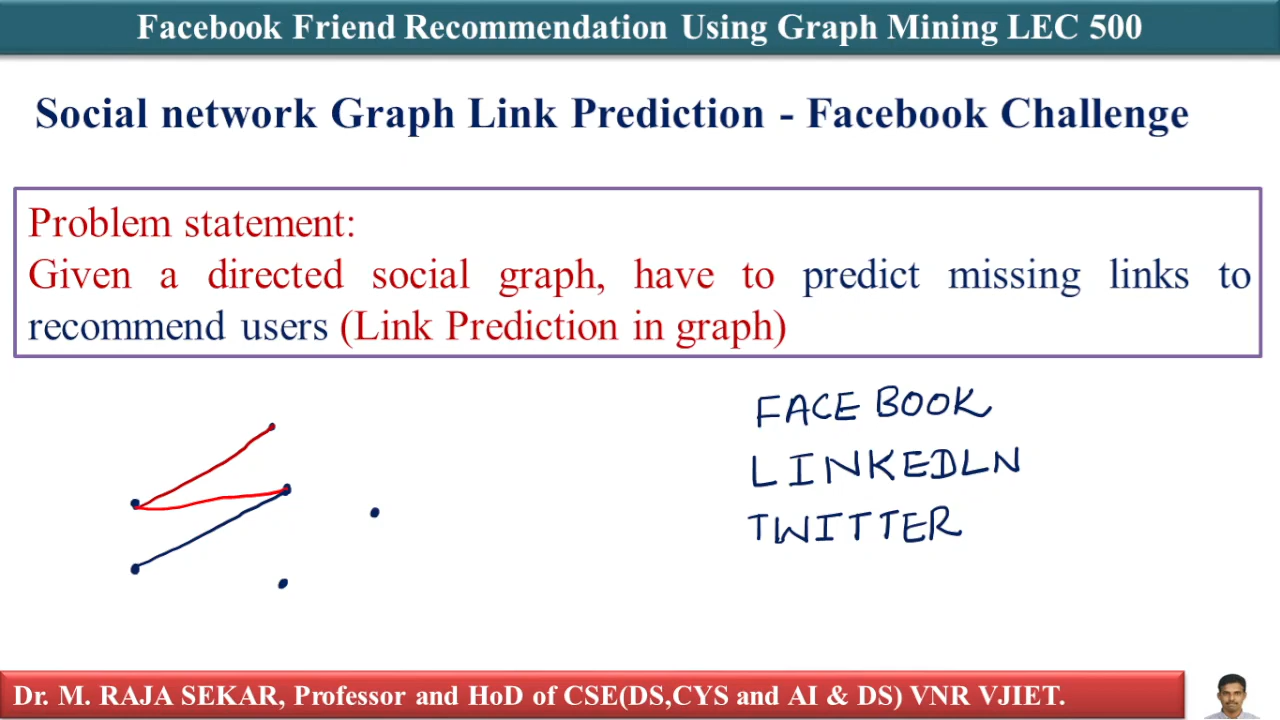 Facebook Friend Recommendation Using Graph Mining LEC 500
Social network Graph Link Prediction - Facebook Challenge
Problem statement:
Given a directed social graph, have to predict missing links to
recommend users (Link Prediction in graph)
FACE BOOK
LINKEDLN
TWITTER
Dr. M. RAJA SEKAR, Professor and HoD of CSE(DS,CYS and AI & DS) VNR VJIET.